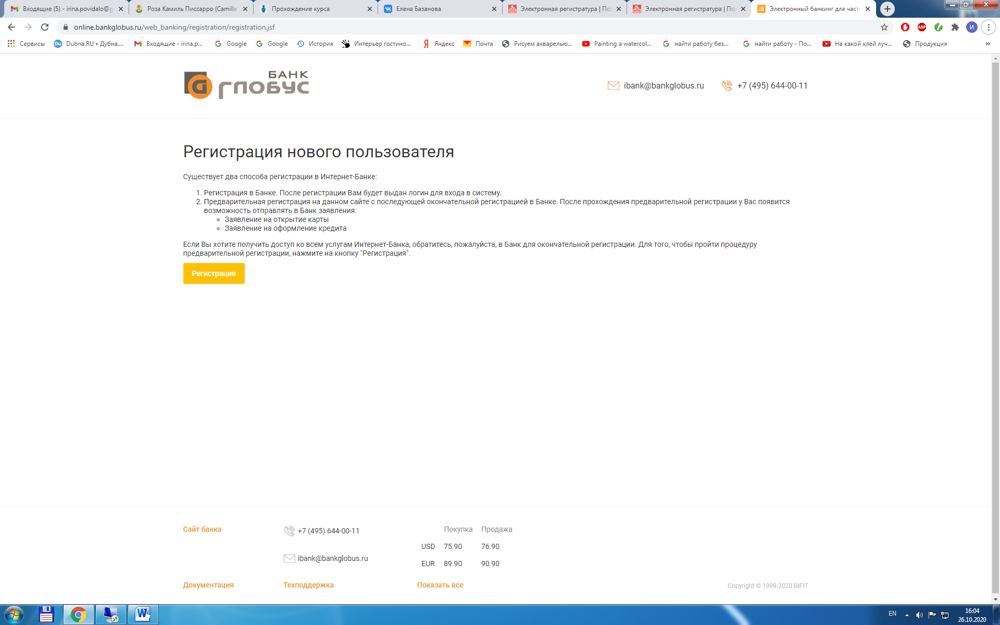 Входящие (5) - irina.povidalo@g
Роза Камиль Писсарро (Camille
Прохождение курса
Елена Базанова
Электронная регистратура | По
Электронная регистратура | По
Электронный банкинг для част
online.bankglobus.ru/web_banking/registration/registration.jsf
ABP
И
Сервисы
Du Dubna.RU • Дубна....
Входящие - irina.p...
Google
Google
История
Интерьер гостино...
Яндекс
Почта
Рисуем акварелью...
Painting a watercol...
найти работу без...
найти работу - По...
На какой клей луч...
Продукция
»
БАНК
ГЛОБУС
ibank@bankglobus.ru
+7 (495) 644-00-11
Регистрация нового пользователя
Существует два способа регистрации в Интернет-Банке:
1. Регистрация в Банке. После регистрации Вам будет выдан логин для входа в систему.
2. Предварительная регистрация на данном сайте с последующей окончательной регистрацией в Банке. После прохождения предварительной регистрации у Вас появится
возможность отправлять в Банк заявления:
Заявление на открытие карты
Заявление на оформление кредита
Если Вы хотите получить доступ ко всем услугам Интернет-Банка, обратитесь, пожалуйста, в Банк для окончательной регистрации. Для того, чтобы пройти процедуру
предварительной регистрации, нажмите на кнопку "Регистрация".
Регистрация
Сайт банка
+7 (495) 644-00-11
ibank@bankglobus.ru
Покупка Продажа
USD 75.90 76.90
EUR 89.90 90.90
Документация
Техподдержка
Показать все
Copyright © 1999-2020 BIFIT
EN
16:04
26.10.2020